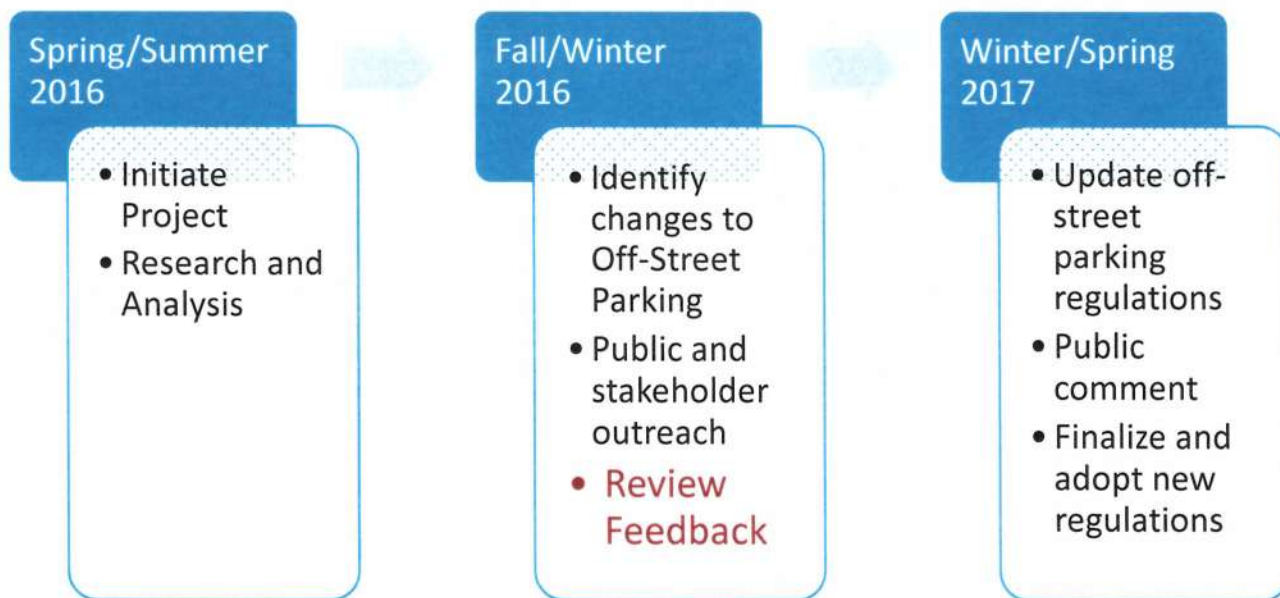 Spring/Summer
2016
• Initiate
Project
• Research and
Analysis
Fall/Winter
2016
• Identify
changes to
Off-Street
Parking
• Public and
stakeholder
outreach
• Review
Feedback
Winter/Spring
2017
• Update off-
street
parking
regulations
• Public
comment
• Finalize and
adopt new
regulations